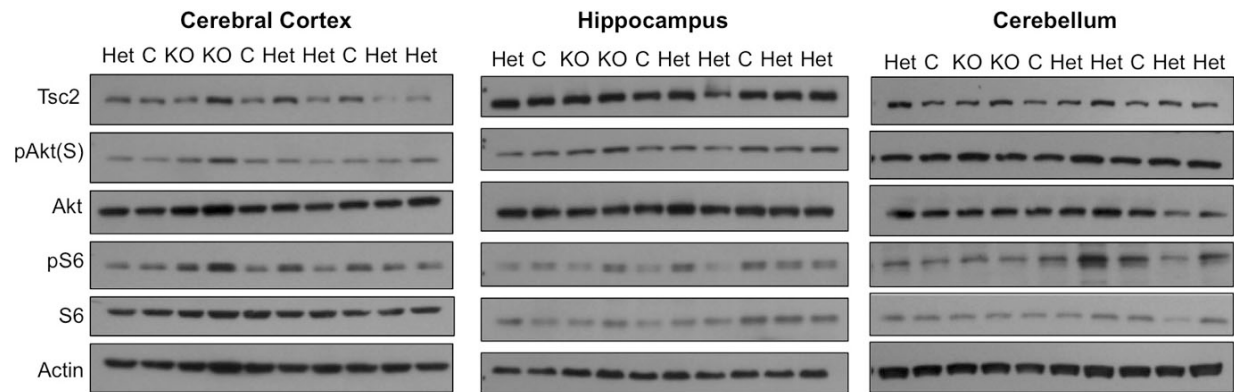 Cerebral Cortex Hippocampus Cerebellum
Het C KO KO C Het Het C Het Het Het C KO KO C Het Het C Het Het Het C KO KO C Het Het C Het Het
Tsc2
pAkt(S)
Akt
pS6
S6
Actin